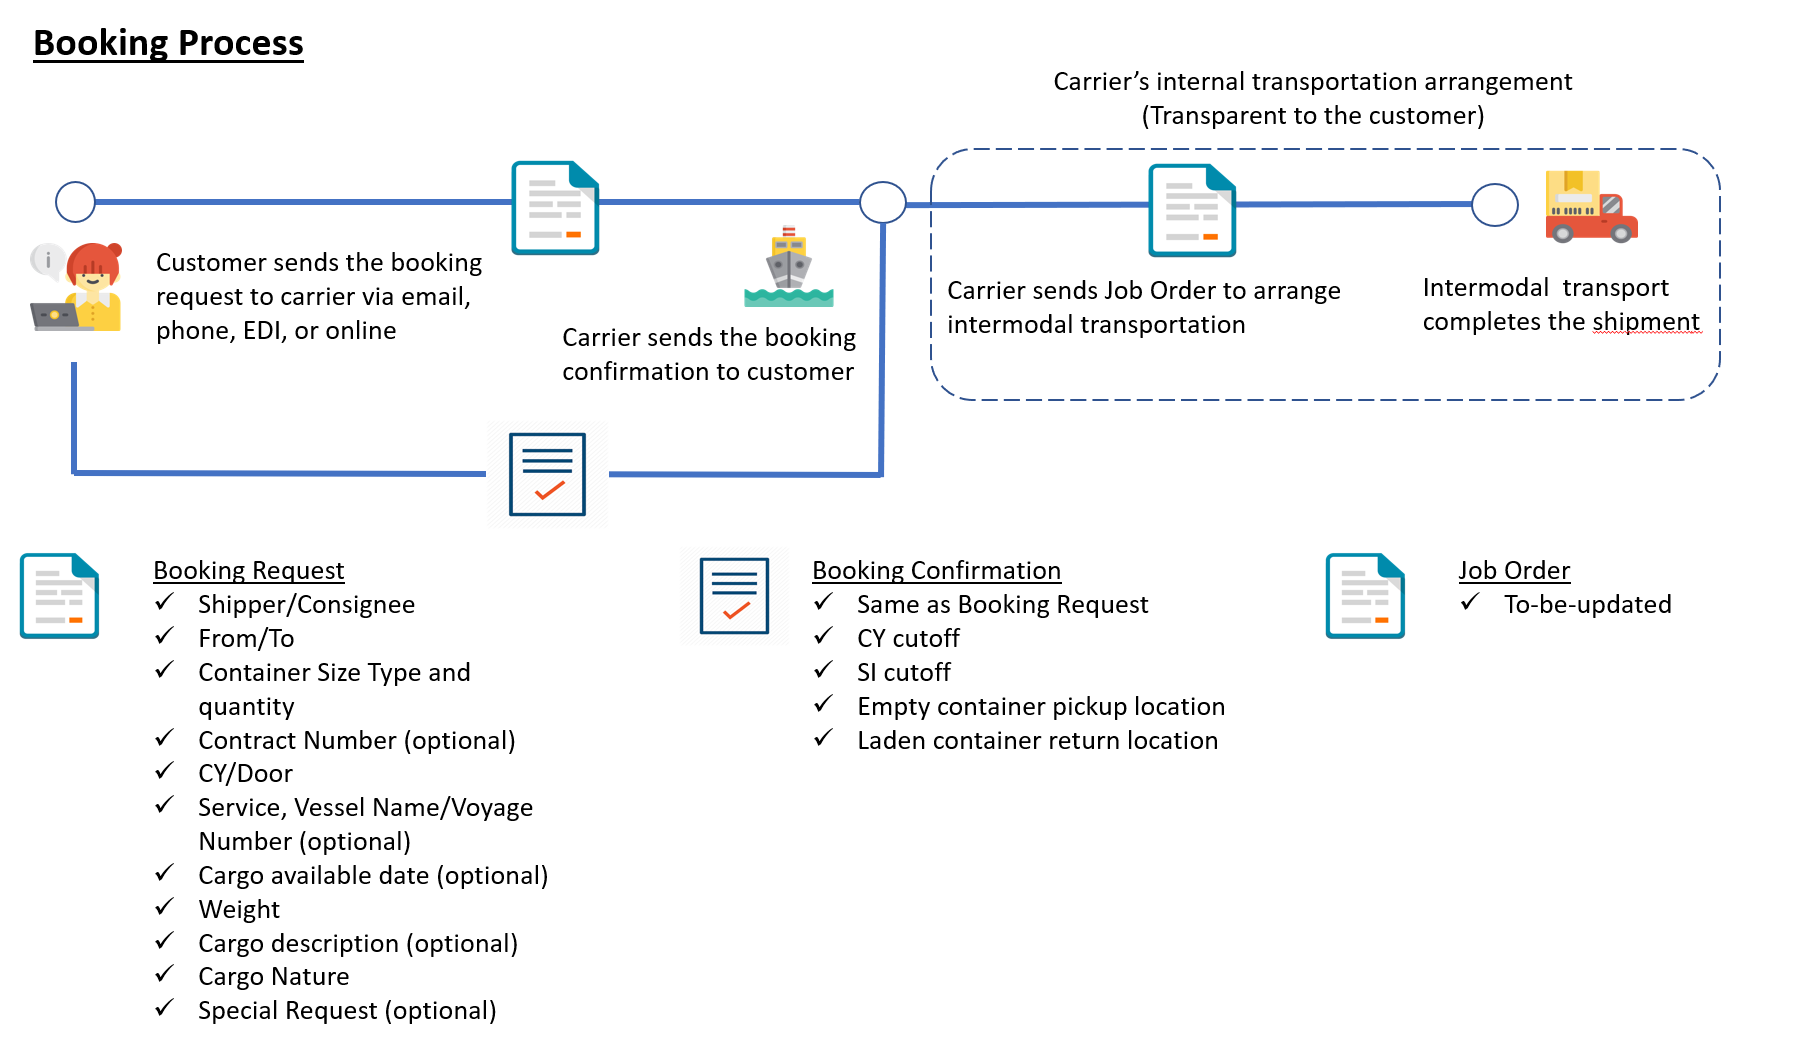 Booking Process
Carrier’s internal transportation arrangement
(Transparent to the customer)
Customer sends the booking
request to carrier via email,
phone, EDI, or online
Carrier sends the booking
confirmation to customer
Carrier sends Job Order to arrange
intermodal transportation
Intermodal  transport
completes the shipment
Booking Request
✓ Shipper/Consignee
✓ From/To
✓ Container Size Type and
quantity
✓ Contract Number (optional)
✓ CY/Door
✓ Service, Vessel Name/Voyage
Number (optional)
✓ Cargo available date (optional)
✓ Weight
✓ Cargo description (optional)
✓ Cargo Nature
✓ Special Request (optional)
Booking Confirmation
✓ Same as Booking Request
✓ CY cutoff
✓ SI cutoff
✓ Empty container pickup location
✓ Laden container return location
Job Order
✓ To-be-updated